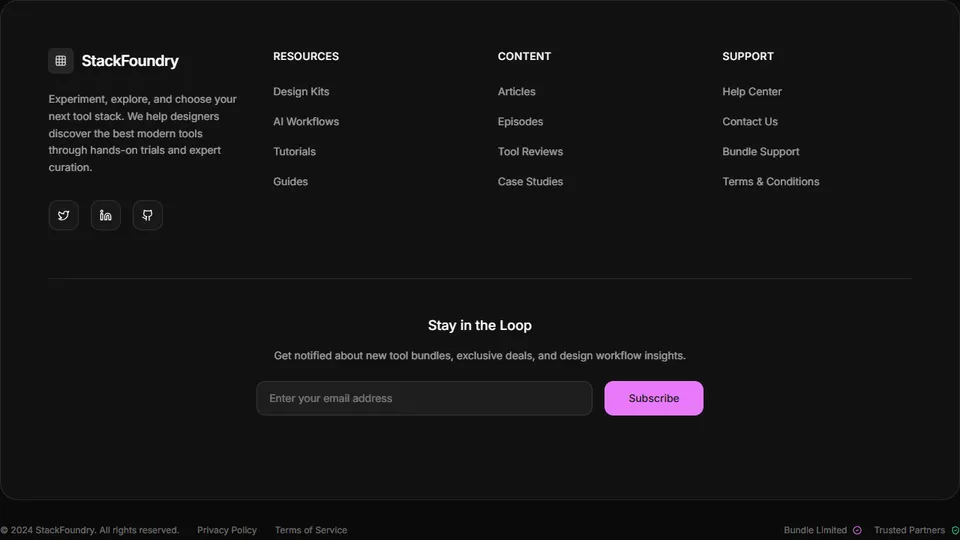 StackFoundry
Experiment, explore, and choose your
next tool stack. We help designers
discover the best modern tools
through hands-on trials and expert
curation.
RESOURCES
Design Kits
AI Workflows
Tutorials
Guides
CONTENT
Articles
Episodes
Tool Reviews
Case Studies
SUPPORT
Help Center
Contact Us
Bundle Support
Terms & Conditions
Stay in the Loop
Get notified about new tool bundles, exclusive deals, and design workflow insights.
Enter your email address
Subscribe
© 2024 StackFoundry. All rights reserved. Privacy Policy Terms of Service Bundle Limited Trusted Partners